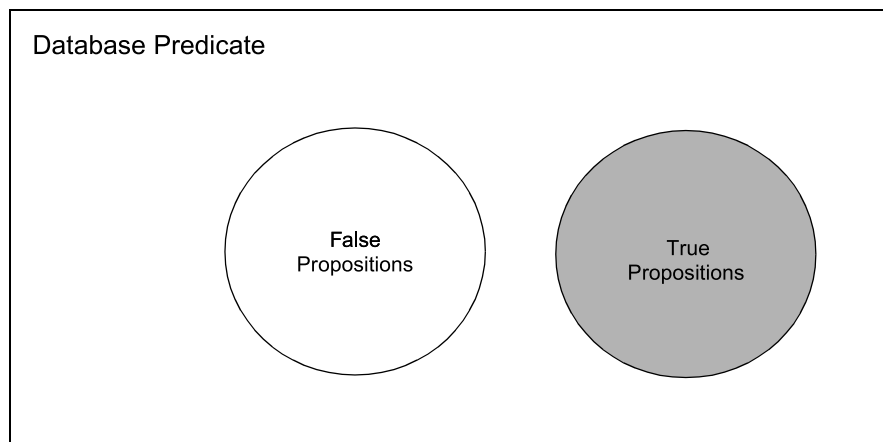 Database Predicate
False
Propositions
True
Propositions